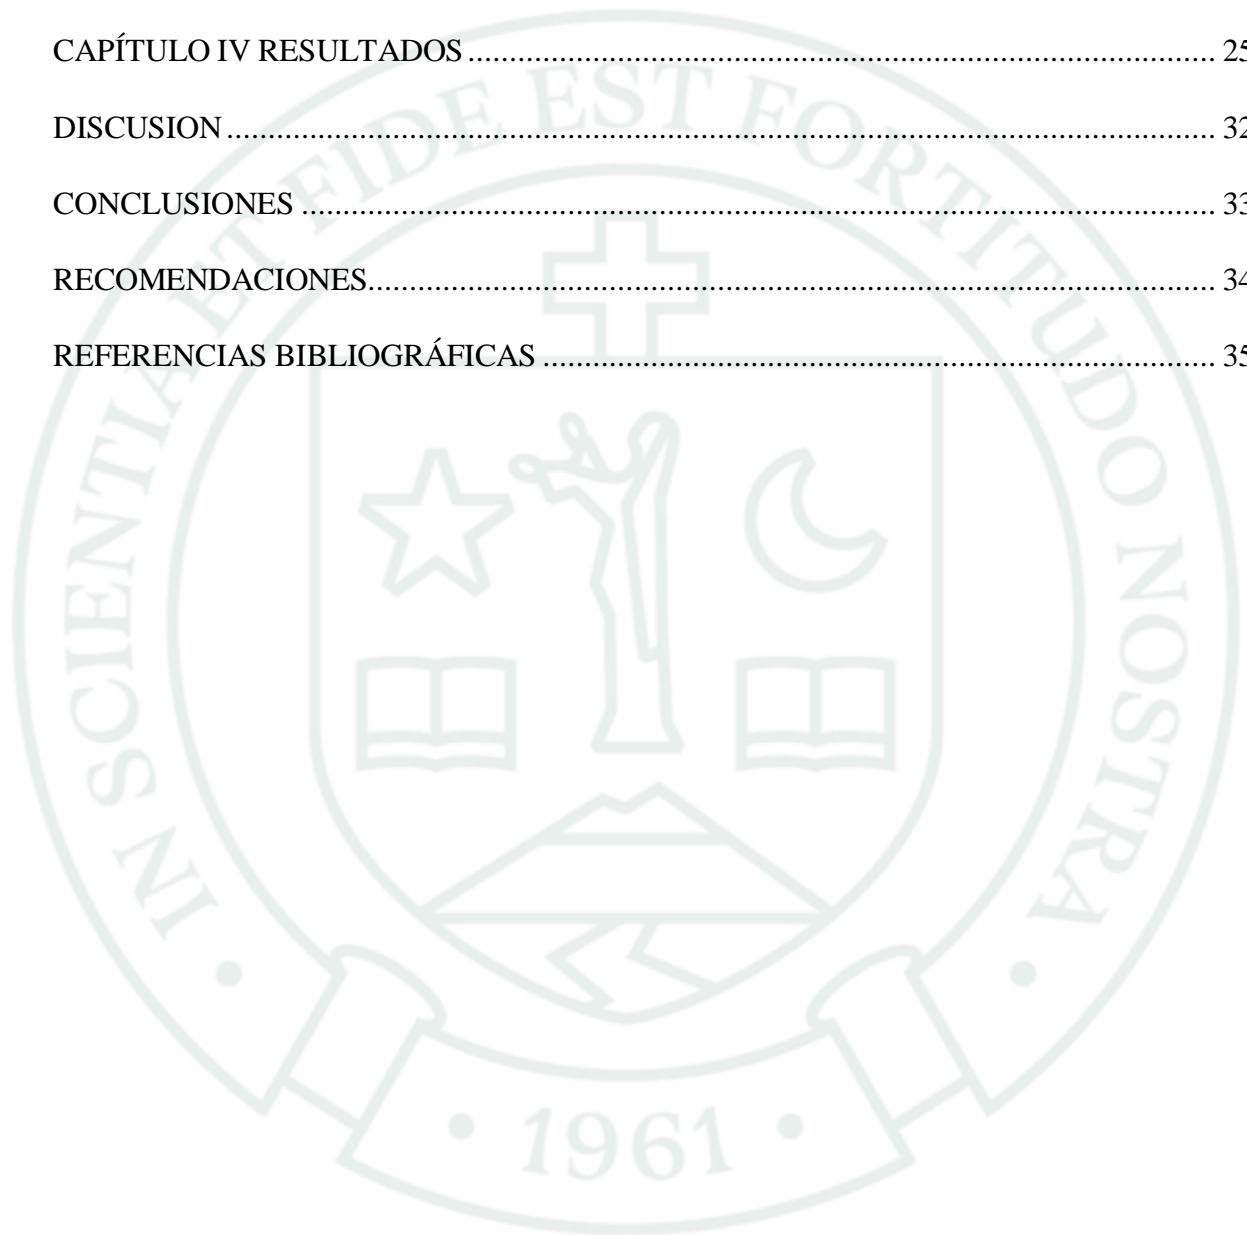 CAPÍTULO IV RESULTADOS ........................................................................................... 25
DISCUSION ......................................................................................................................... 32
CONCLUSIONES ................................................................................................................ 33
RECOMENDACIONES........................................................................................................ 34
REFERENCIAS BIBLIOGRÁFICAS .................................................................................. 35
IN SCIENTIA ET FIDE EST FORTITUDO NOSTRA
• 1961 •